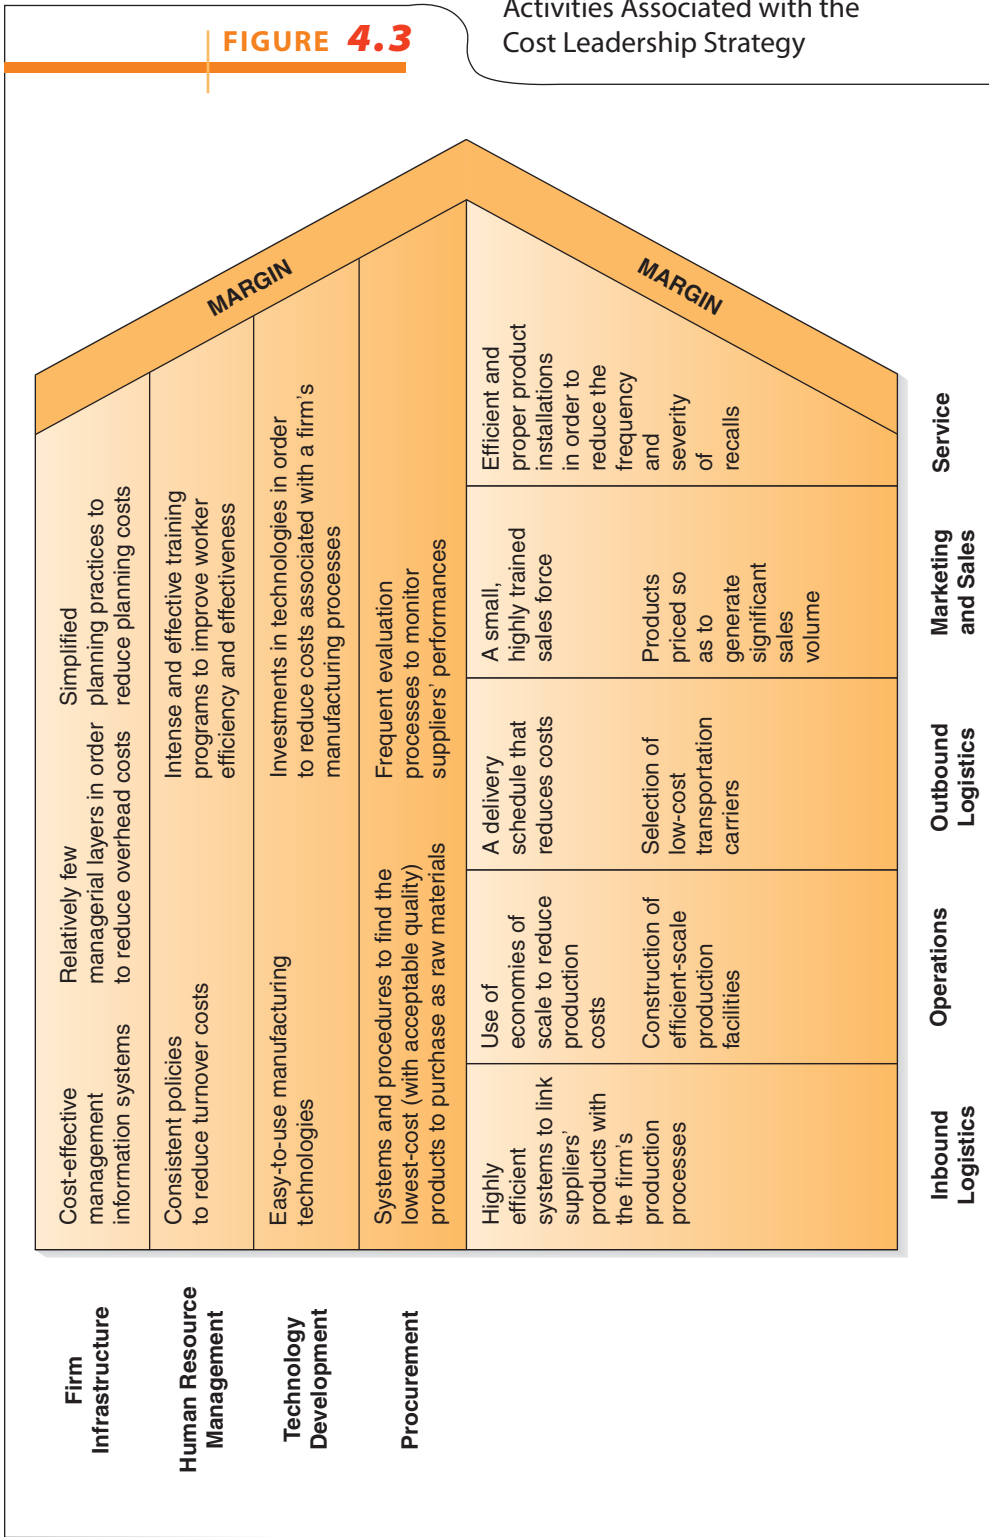 FIGURE 4.3
Activities Associated with the
Cost Leadership Strategy
Firm
Infrastructure
Cost-effective
management
information systems
Relatively few
managerial layers in order
to reduce overhead costs
Simplified
planning practices to
reduce planning costs
Human Resource
Management
Consistent policies
to reduce turnover costs
Intense and effective training
programs to improve worker
efficiency and effectiveness
Technology
Development
Easy-to-use manufacturing
technologies
Investments in technologies in order
to reduce costs associated with a firm's
manufacturing processes
Procurement
Systems and procedures to find the
lowest-cost (with acceptable quality)
products to purchase as raw materials
Frequent evaluation
processes to monitor
suppliers' performances
MARGIN
MARGIN
Highly
efficient
systems to link
suppliers'
products with
the firm's
production
processes
Use of
economies of
scale to reduce
production
costs
Construction of
efficient-scale
production
facilities
A delivery
schedule that
reduces costs
Selection of
low-cost
transportation
carriers
A small,
highly trained
sales force
Products
priced so
as to
generate
significant
sales
volume
Efficient and
proper product
installations
in order to
reduce the
frequency
and
severity
of
recalls
Inbound
Logistics
Operations
Outbound
Logistics
Marketing
and Sales
Service